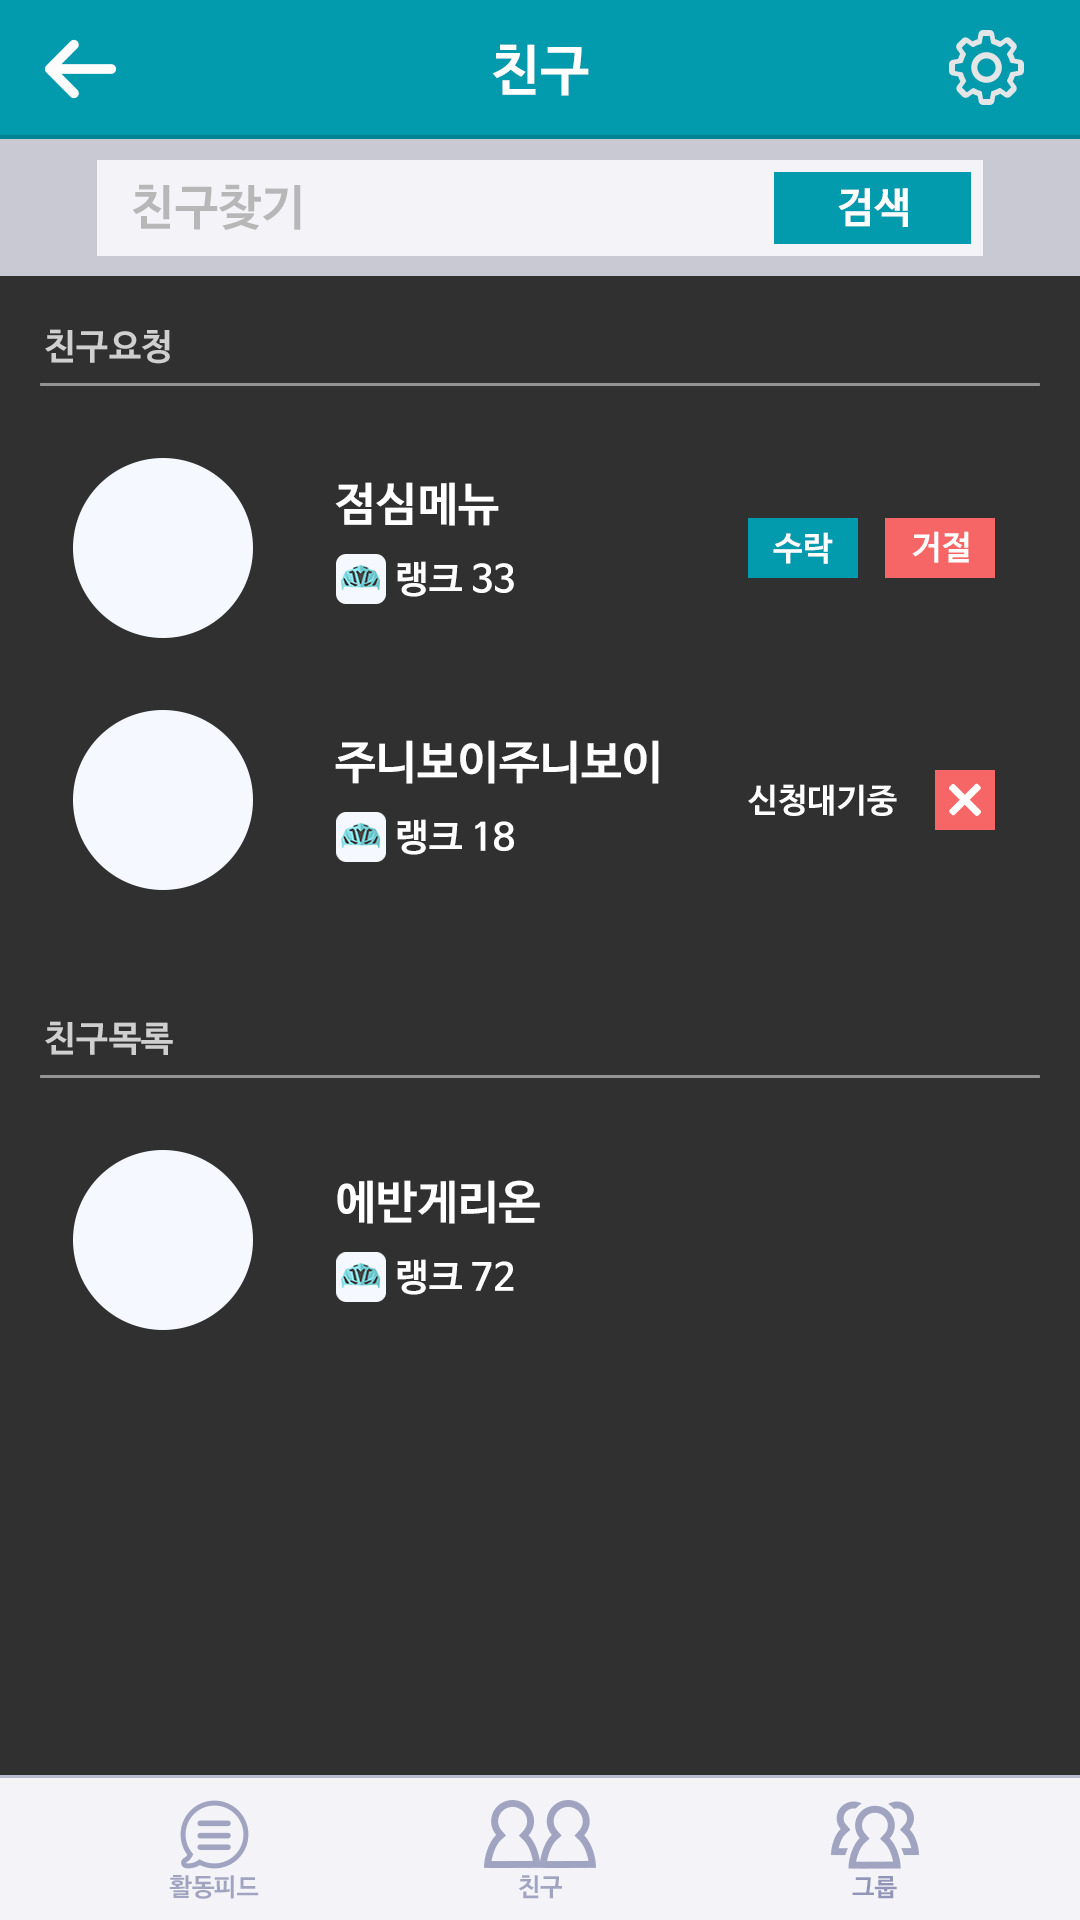 친구
친구찾기
검색
친구요청
점심메뉴
랭크 33
수락
거절
주니보이주니보이
랭크 18
신청대기중
친구목록
에반게리온
랭크 72
활동피드
친구
그룹